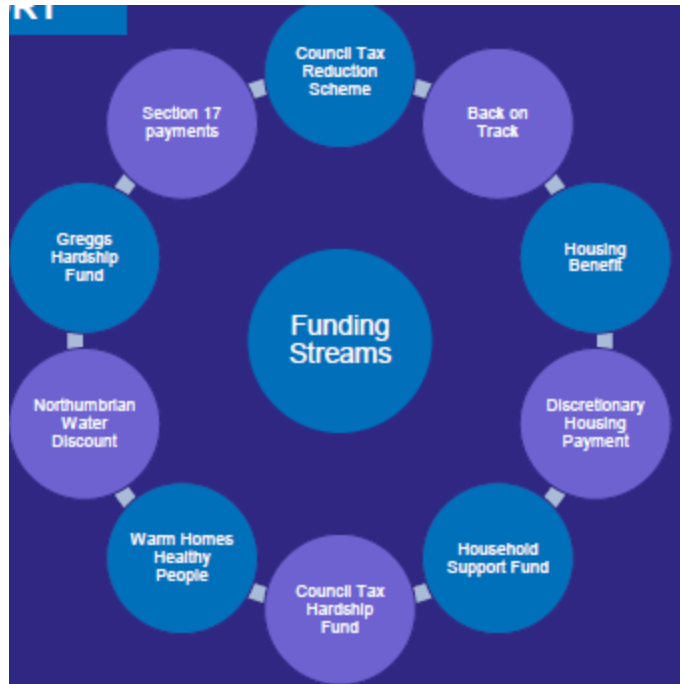 Council Tax
Reduction
Scheme
Back on
Track
Housing
Benefit
Discretionary
Housing
Payment
Household
Support Fund
Council Tax
Hardship
Fund
Warm Homes
Healthy
People
Northumbrian
Water
Discount
Greggs
Hardship
Fund
Section 17
payments
Funding
Streams